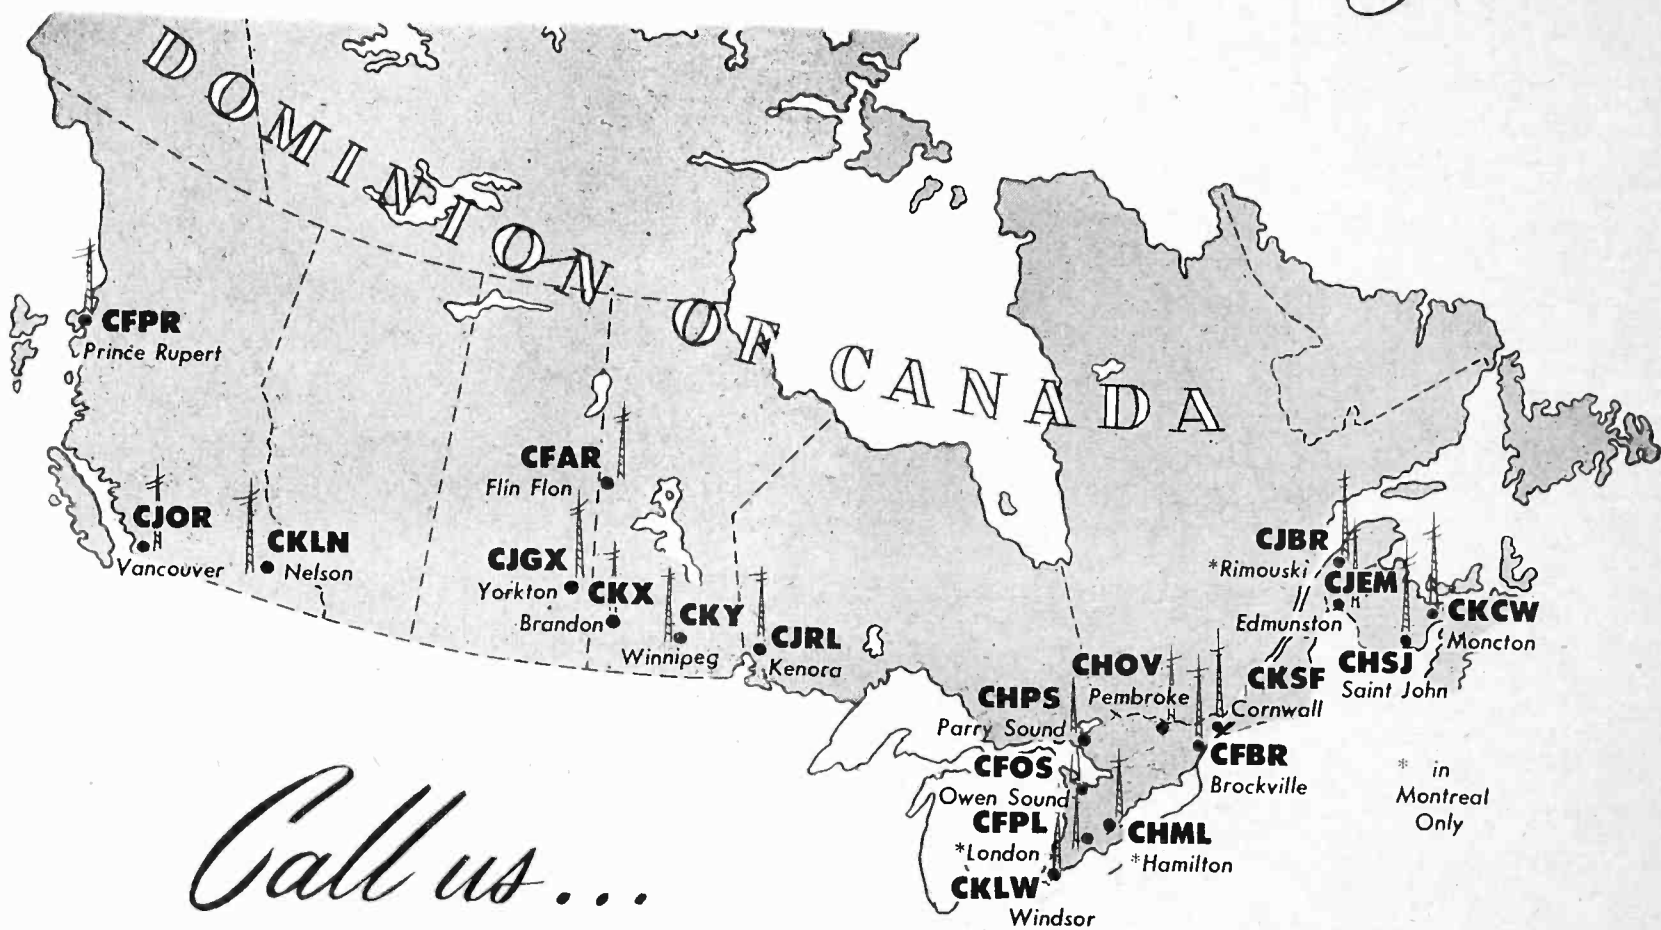 DOMINION OF CANADA
CFPR
Prince Rupert
CJOR
Vancouver
CKLN
Nelson
CFAR
Flin Flon
CJGX
Yorkton
CKX
Brandon
CKY
Winnipeg
CJRL
Kenora
CJBR
*Rimouski
CJEM
Edmunston
CKCW
Moncton
CHSJ
Saint John
CKSF
Cornwall
CHOV
Pembroke
CHPS
Parry Sound
CFBR
Brockville
CFOS
Owen Sound
CFPL
*London
CHML
*Hamilton
CKLW
Windsor
* in
Montreal
Only
Call us...